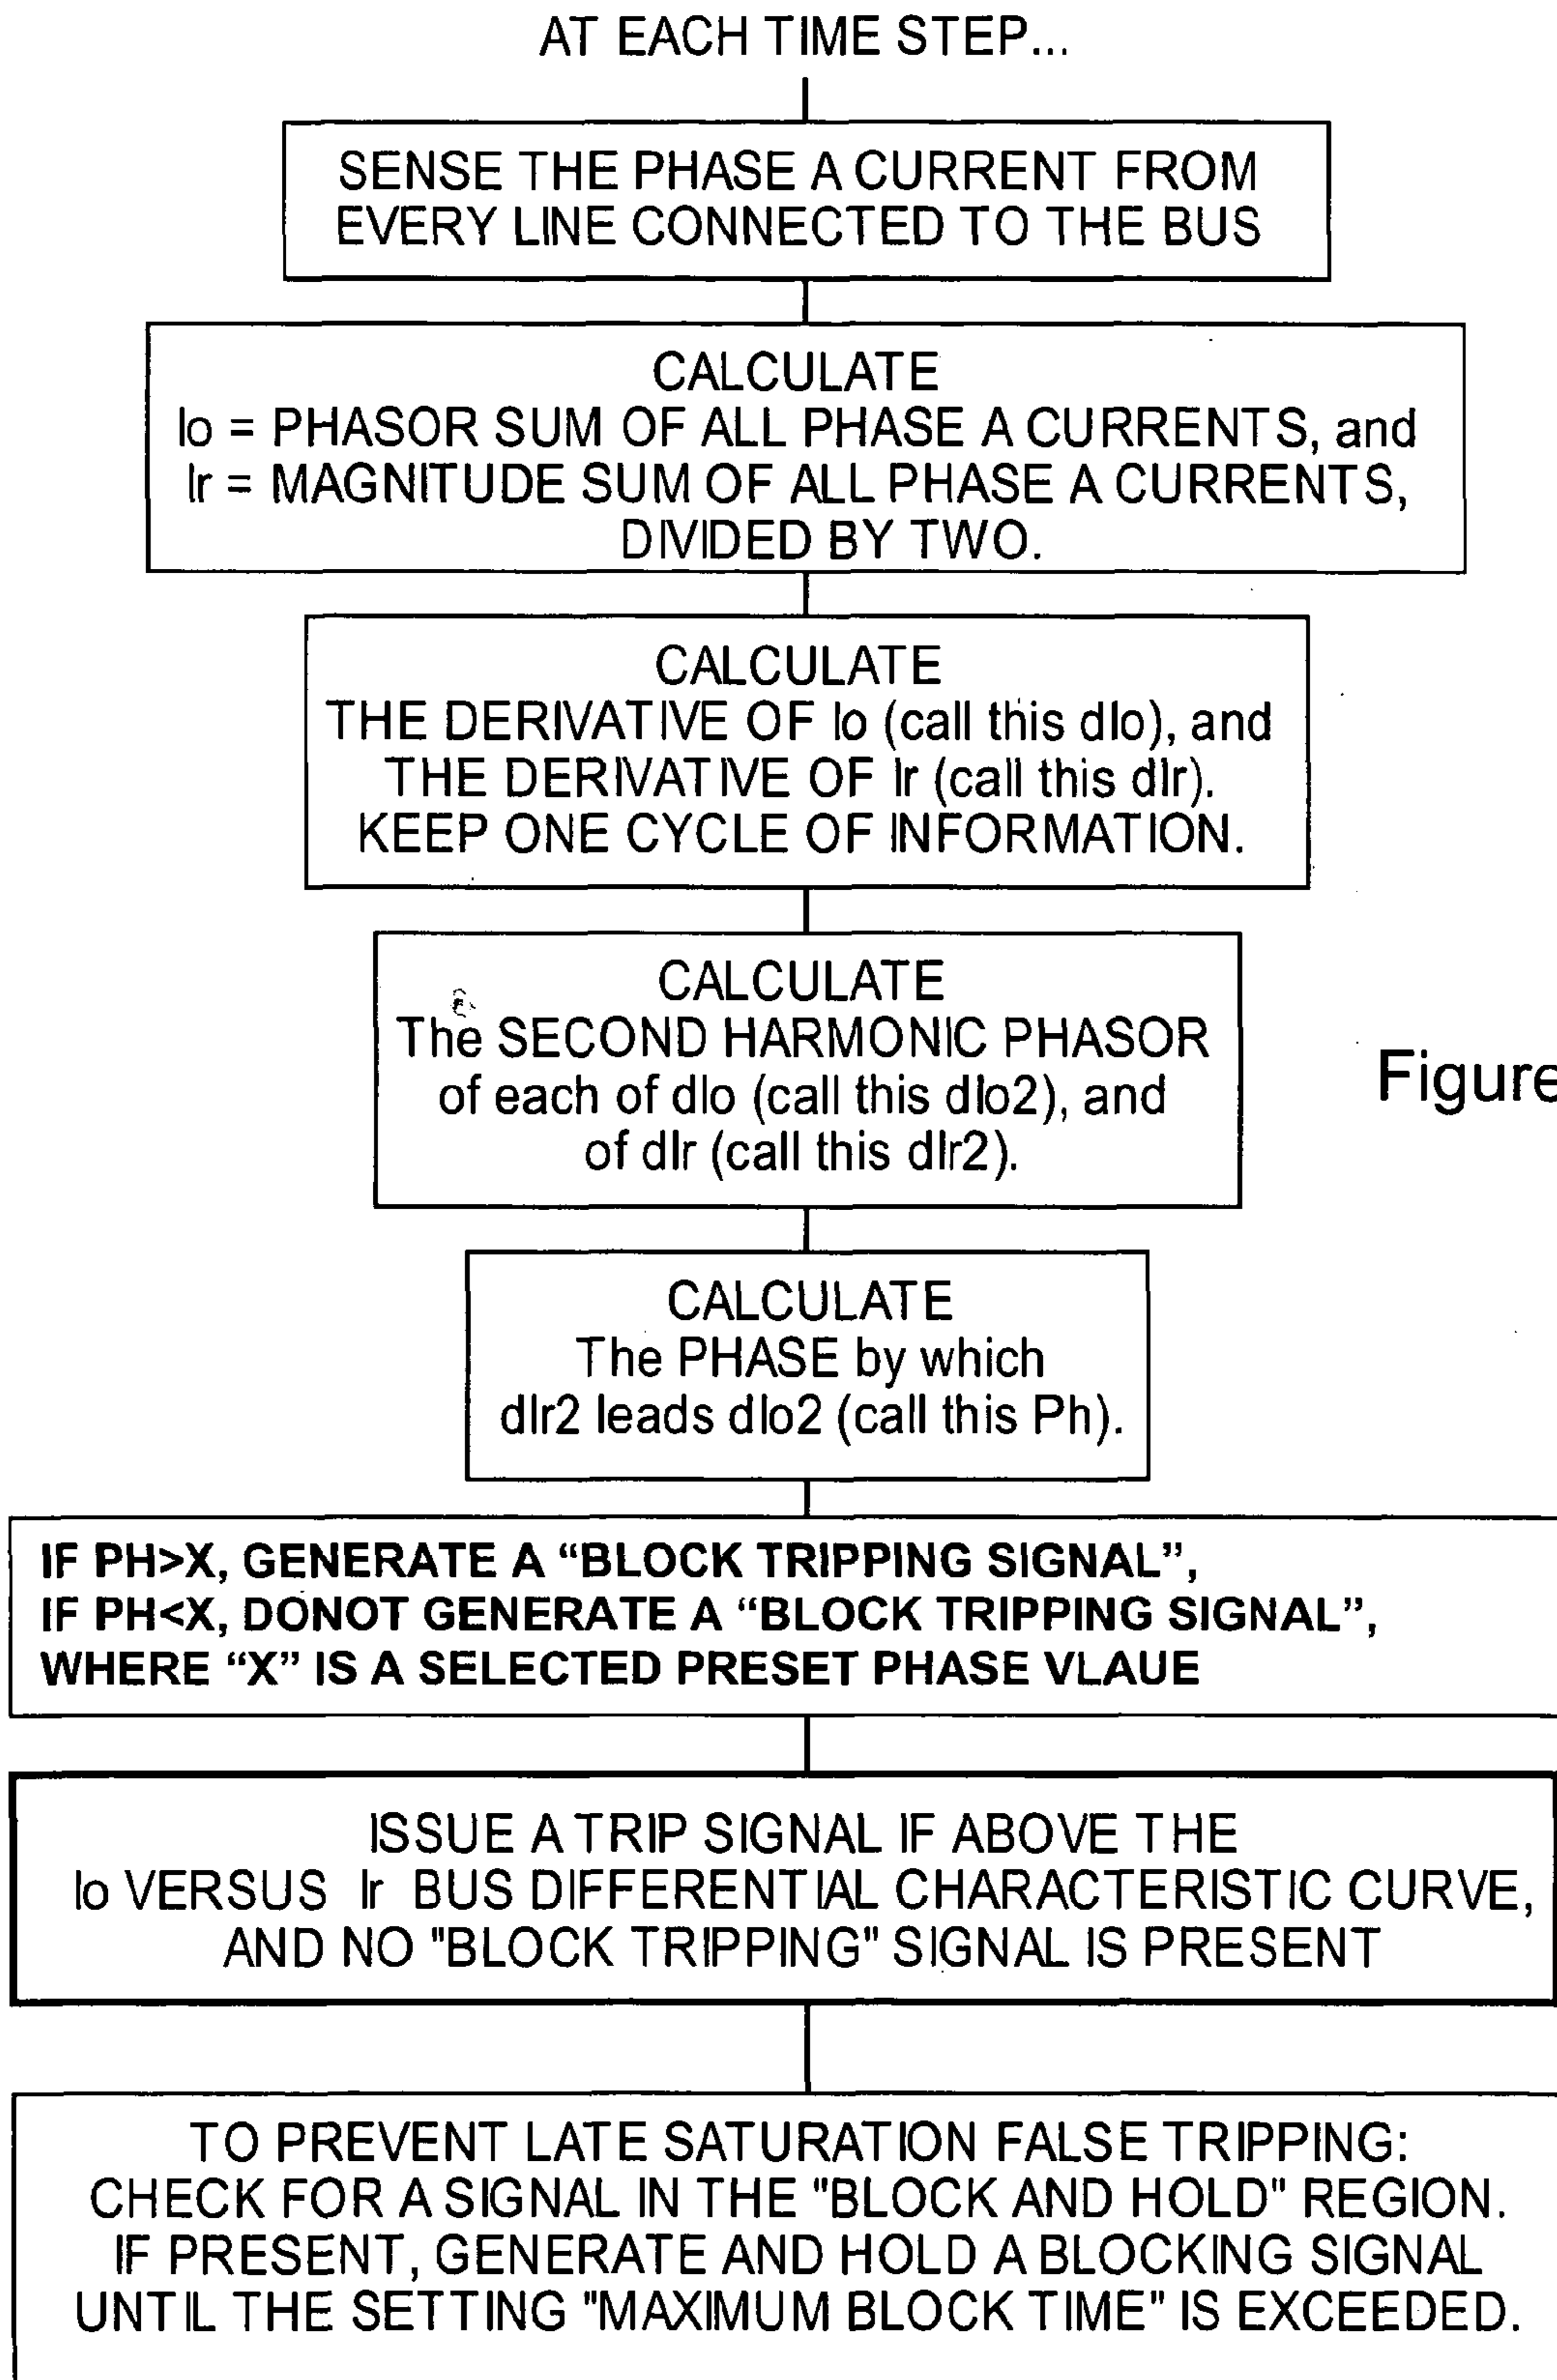 AT EACH TIME STEP...
SENSE THE PHASE A CURRENT FROM
EVERY LINE CONNECTED TO THE BUS
CALCULATE
Io = PHASOR SUM OF ALL PHASE A CURRENTS, and
Ir = MAGNITUDE SUM OF ALL PHASE A CURRENTS,
DIVIDED BY TWO.
CALCULATE
THE DERIVATIVE OF Io (call this dIo), and
THE DERIVATIVE OF Ir (call this dIr).
KEEP ONE CYCLE OF INFORMATION.
CALCULATE
The SECOND HARMONIC PHASOR
of each of dIo (call this dIo2), and
of dIr (call this dIr2).
Figure
CALCULATE
The PHASE by which
dIr2 leads dIo2 (call this Ph).
IF PH>X, GENERATE A “BLOCK TRIPPING SIGNAL”,
IF PH<X, DONOT GENERATE A “BLOCK TRIPPING SIGNAL”,
WHERE “X” IS A SELECTED PRESET PHASE VLAUE
ISSUE A TRIP SIGNAL IF ABOVE THE
Io VERSUS Ir BUS DIFFERENTIAL CHARACTERISTIC CURVE,
AND NO "BLOCK TRIPPING" SIGNAL IS PRESENT
TO PREVENT LATE SATURATION FALSE TRIPPING:
CHECK FOR A SIGNAL IN THE "BLOCK AND HOLD" REGION.
IF PRESENT, GENERATE AND HOLD A BLOCKING SIGNAL
UNTIL THE SETTING "MAXIMUM BLOCK TIME" IS EXCEEDED.